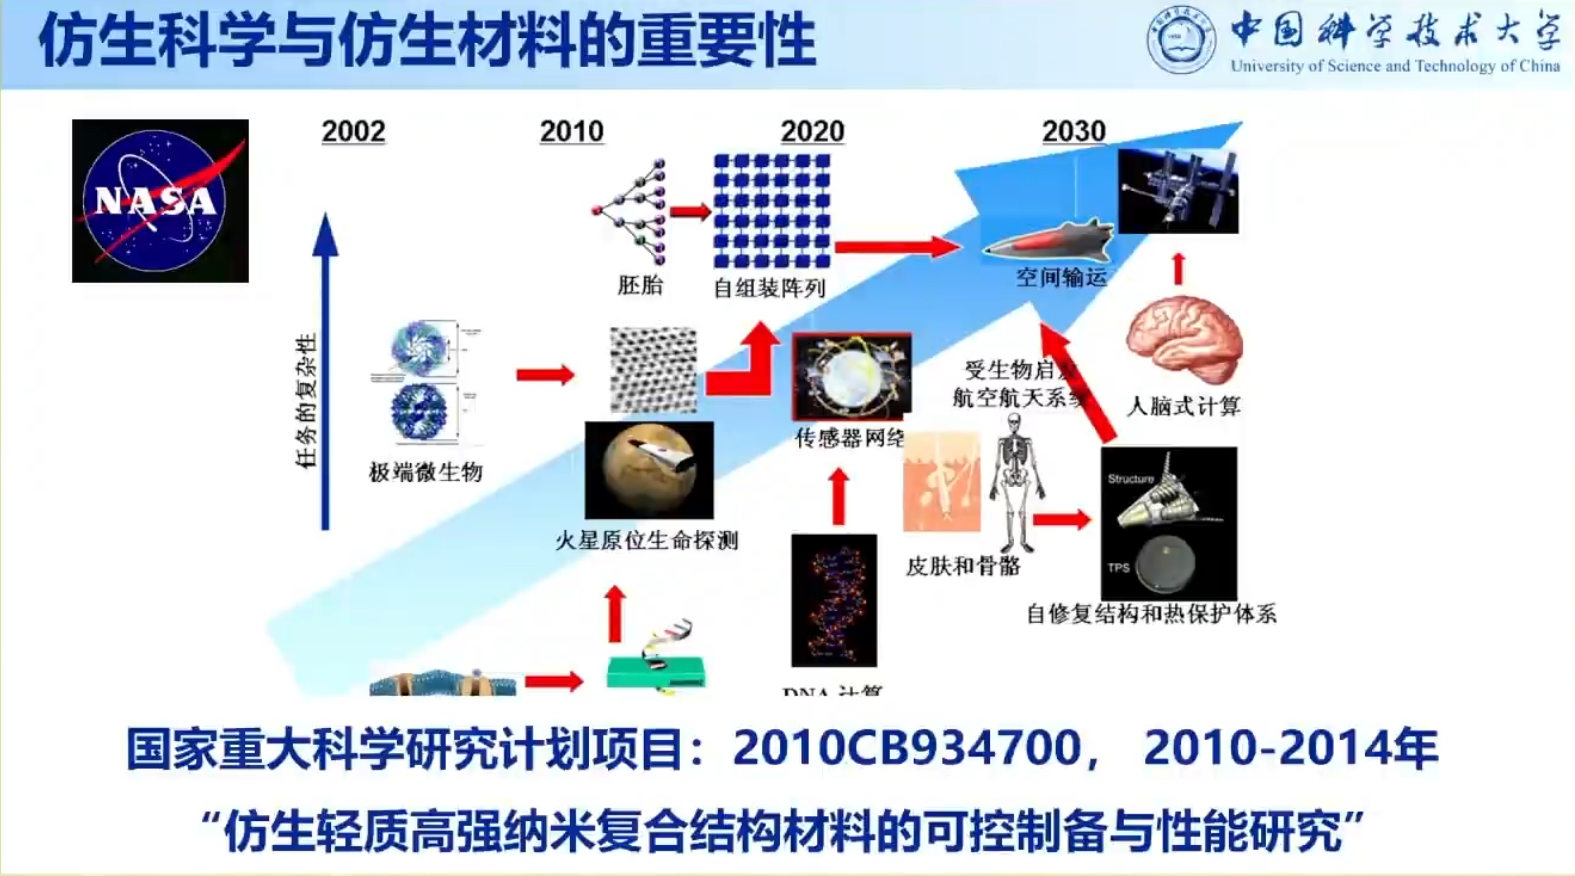 仿生科学与仿生材料的重要性
中国科学技术大学
University of Science and Technology of China
NASA
2002
2010
2020
2030
任务的复杂性
胚胎
自组装阵列
空间输运
极端微生物
火星原位生命探测
传感器网络
受生物启发
航空航天系统
人脑式计算
皮肤和骨骼
Structure
TPS
自修复结构和热保护体系
DNA 计算
国家重大科学研究计划项目：2010CB934700， 2010-2014年
“仿生轻质高强纳米复合结构材料的可控制备与性能研究”